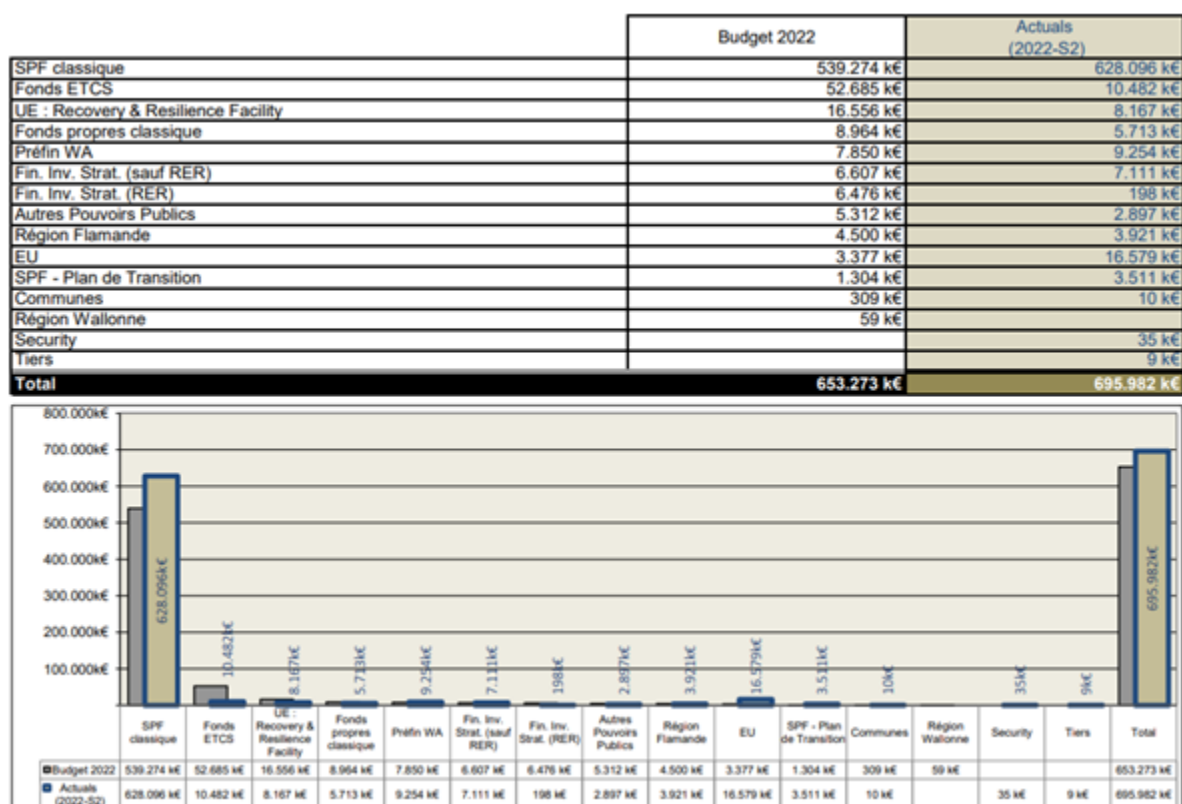 Budget 2022 Actuals
(2022-S2)
SPF classique 539.274 k€ 628.096 k€
Fonds ETCS 52.685 k€ 10.482 k€
UE : Recovery & Resilience Facility 16.556 k€ 8.167 k€
Fonds propres classique 8.964 k€ 5.713 k€
Préfin WA 7.850 k€ 9.254 k€
Fin. Inv. Strat. (sauf RER) 6.607 k€ 7.111 k€
Fin. Inv. Strat. (RER) 6.476 k€ 198 k€
Autres Pouvoirs Publics 5.312 k€ 2.897 k€
Région Flamande 4.500 k€ 3.921 k€
EU 3.377 k€ 16.579 k€
SPF - Plan de Transition 1.304 k€ 3.511 k€
Communes 309 k€ 10 k€
Région Wallonne 59 k€
Security 35 k€
Tiers 9 k€
Total 653.273 k€ 695.982 k€
800.000k€
700.000k€
600.000k€
500.000k€
400.000k€
300.000k€
200.000k€
100.000k€
628.096k€
10.482k€
8.167k€
5.713k€
9.254k€
7.111k€
198k€
2.897k€
3.921k€
16.579k€
3.511k€
10k€
35k€
9k€
695.982k€
SPF
classique
Fonds
ETCS
UE :
Recovery &
Resilience
Facility
Fonds
propres
classique
Préfin WA
Fin. Inv.
Strat. (sauf
RER)
Fin. Inv.
Strat. (RER)
Autres
Pouvoirs
Publics
Région
Flamande
EU
SPF - Plan
de Transition
Communes
Région
Wallonne
Security
Tiers
Total
Budget 2022 539.274 k€ 52.685 k€ 16.556 k€ 8.964 k€ 7.850 k€ 6.607 k€ 6.476 k€ 5.312 k€ 4.500 k€ 3.377 k€ 1.304 k€ 309 k€ 59 k€ 653.273 k€
Actuals
(2022-S2) 628.096 k€ 10.482 k€ 8.167 k€ 5.713 k€ 9.254 k€ 7.111 k€ 198 k€ 2.897 k€ 3.921 k€ 16.579 k€ 3.511 k€ 10 k€ 35 k€ 9 k€ 695.982 k€